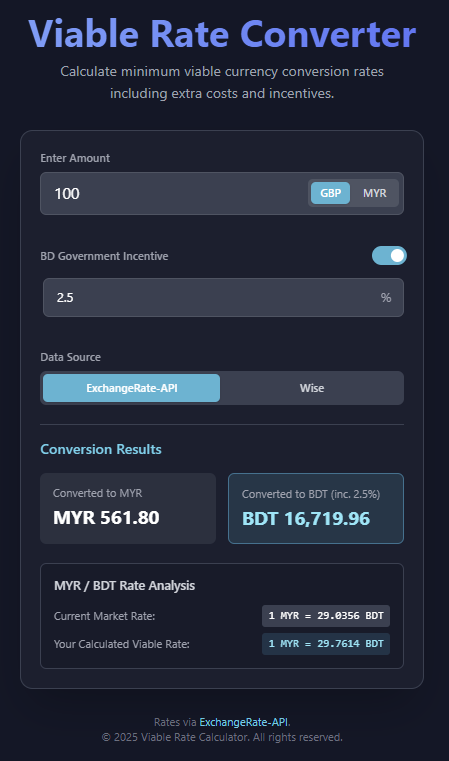 Viable Rate Converter
Calculate minimum viable currency conversion rates
including extra costs and incentives.
Enter Amount
100 GBP MYR
BD Government Incentive
2.5 %
Data Source
ExchangeRate-API Wise
Conversion Results
Converted to MYR
MYR 561.80
Converted to BDT (inc. 2.5%)
BDT 16,719.96
MYR / BDT Rate Analysis
Current Market Rate: 1 MYR = 29.0356 BDT
Your Calculated Viable Rate: 1 MYR = 29.7614 BDT
Rates via ExchangeRate-API.
© 2025 Viable Rate Calculator. All rights reserved.